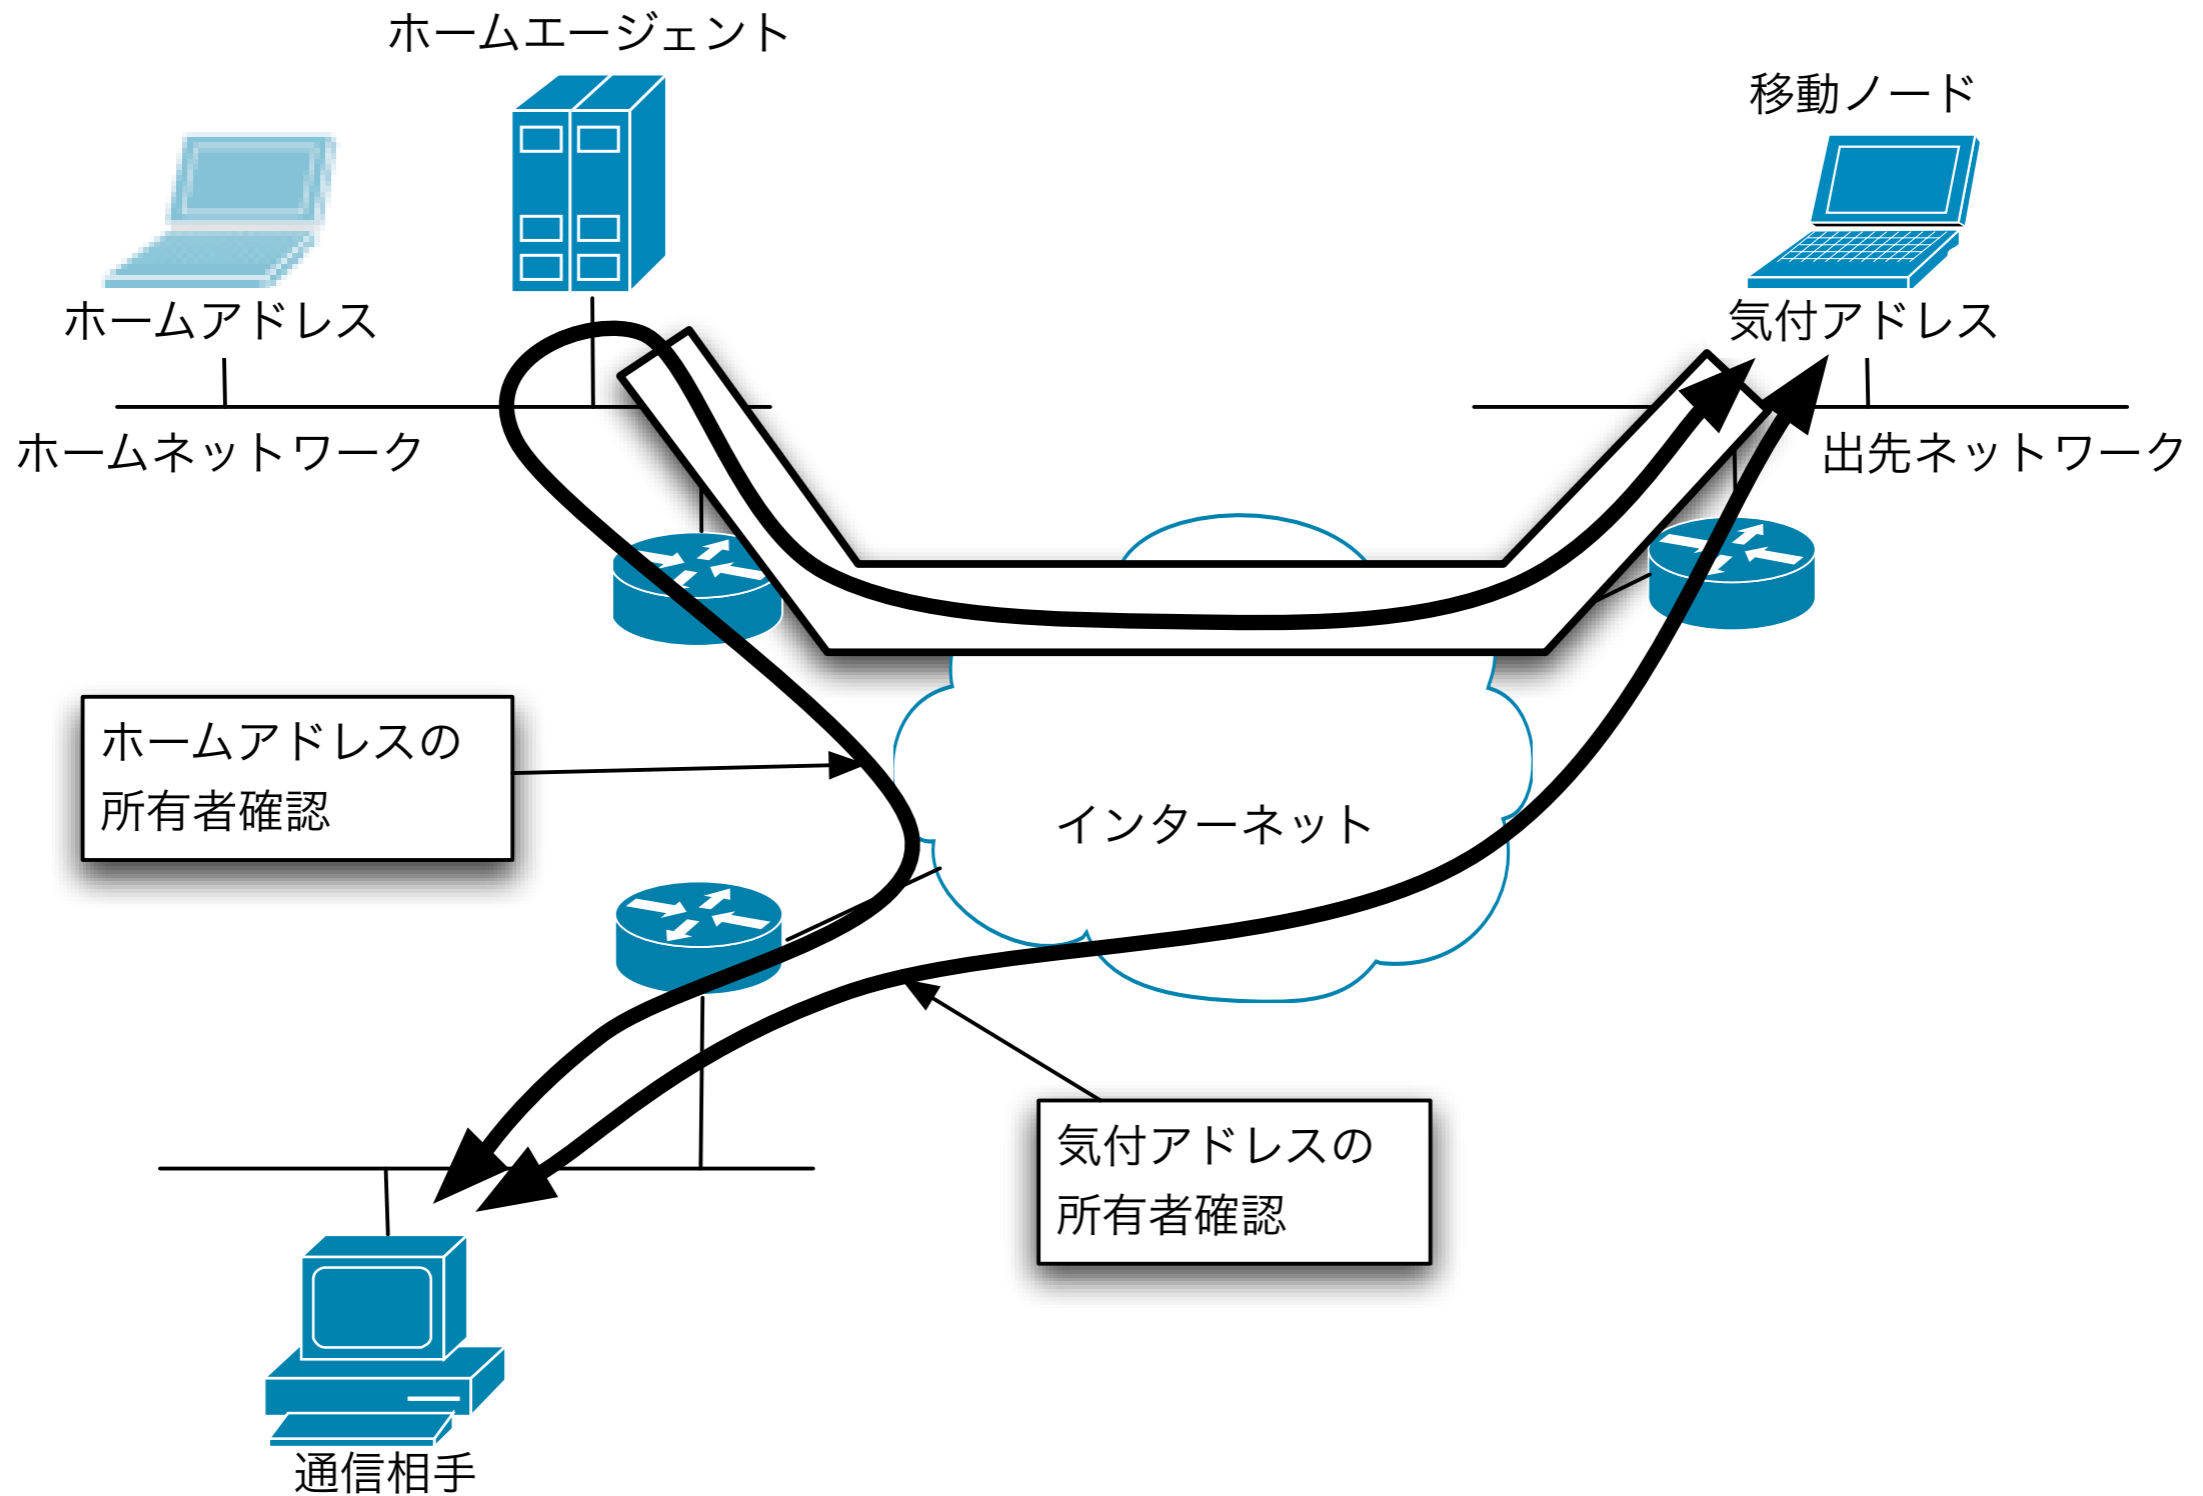 ホームエージェント
移動ノード
ホームアドレス
気付アドレス
ホームネットワーク
出先ネットワーク
ホームアドレスの
所有者確認
インターネット
気付アドレスの
所有者確認
通信相手